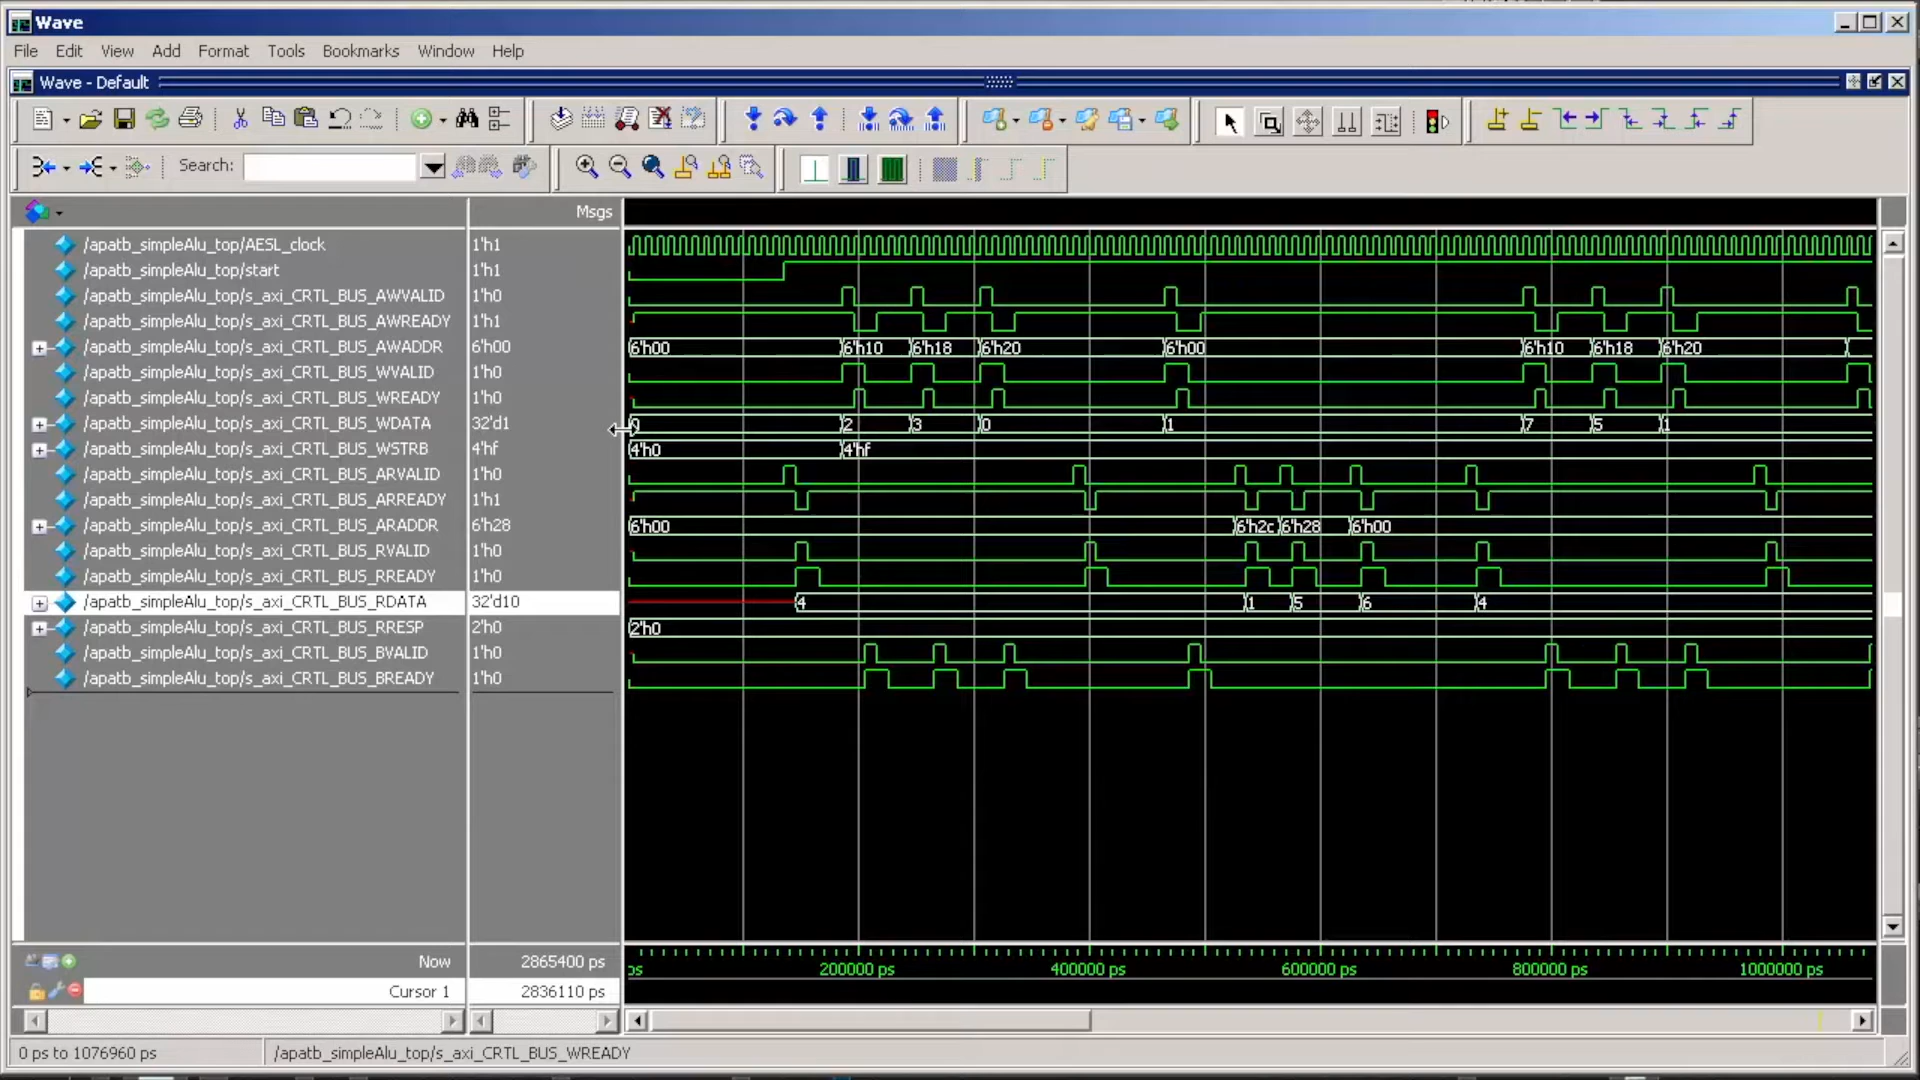 Wave
File Edit View Add Format Tools Bookmarks Window Help
Wave - Default
Search:
Msgs
/apatb_simpleAlu_top/AESL_clock 1'h1
/apatb_simpleAlu_top/start 1'h1
/apatb_simpleAlu_top/s_axi_CRTL_BUS_AWVALID 1'h0
/apatb_simpleAlu_top/s_axi_CRTL_BUS_AWREADY 1'h1
/apatb_simpleAlu_top/s_axi_CRTL_BUS_AWADDR 6'h00 6'h00 6'h10 6'h18 6'h20 6'h00 6'h10 6'h18 6'h20
/apatb_simpleAlu_top/s_axi_CRTL_BUS_WVALID 1'h0
/apatb_simpleAlu_top/s_axi_CRTL_BUS_WREADY 1'h0
/apatb_simpleAlu_top/s_axi_CRTL_BUS_WDATA 32'd1 2 3 0 1 7 5 1
/apatb_simpleAlu_top/s_axi_CRTL_BUS_WSTRB 4'hf 4'h0 4'hf
/apatb_simpleAlu_top/s_axi_CRTL_BUS_ARVALID 1'h0
/apatb_simpleAlu_top/s_axi_CRTL_BUS_ARREADY 1'h1
/apatb_simpleAlu_top/s_axi_CRTL_BUS_ARADDR 6'h28 6'h00 6'h2c 6'h28 6'h00
/apatb_simpleAlu_top/s_axi_CRTL_BUS_RVALID 1'h0
/apatb_simpleAlu_top/s_axi_CRTL_BUS_RREADY 1'h0
/apatb_simpleAlu_top/s_axi_CRTL_BUS_RDATA 32'd10 4 1 5 6 4
/apatb_simpleAlu_top/s_axi_CRTL_BUS_RRESP 2'h0 2'h0
/apatb_simpleAlu_top/s_axi_CRTL_BUS_BVALID 1'h0
/apatb_simpleAlu_top/s_axi_CRTL_BUS_BREADY 1'h0
Now 2865400 ps
ps 200000 ps 400000 ps 600000 ps 800000 ps 1000000 ps
Cursor 1 2836110 ps
0 ps to 1076960 ps /apatb_simpleAlu_top/s_axi_CRTL_BUS_WREADY